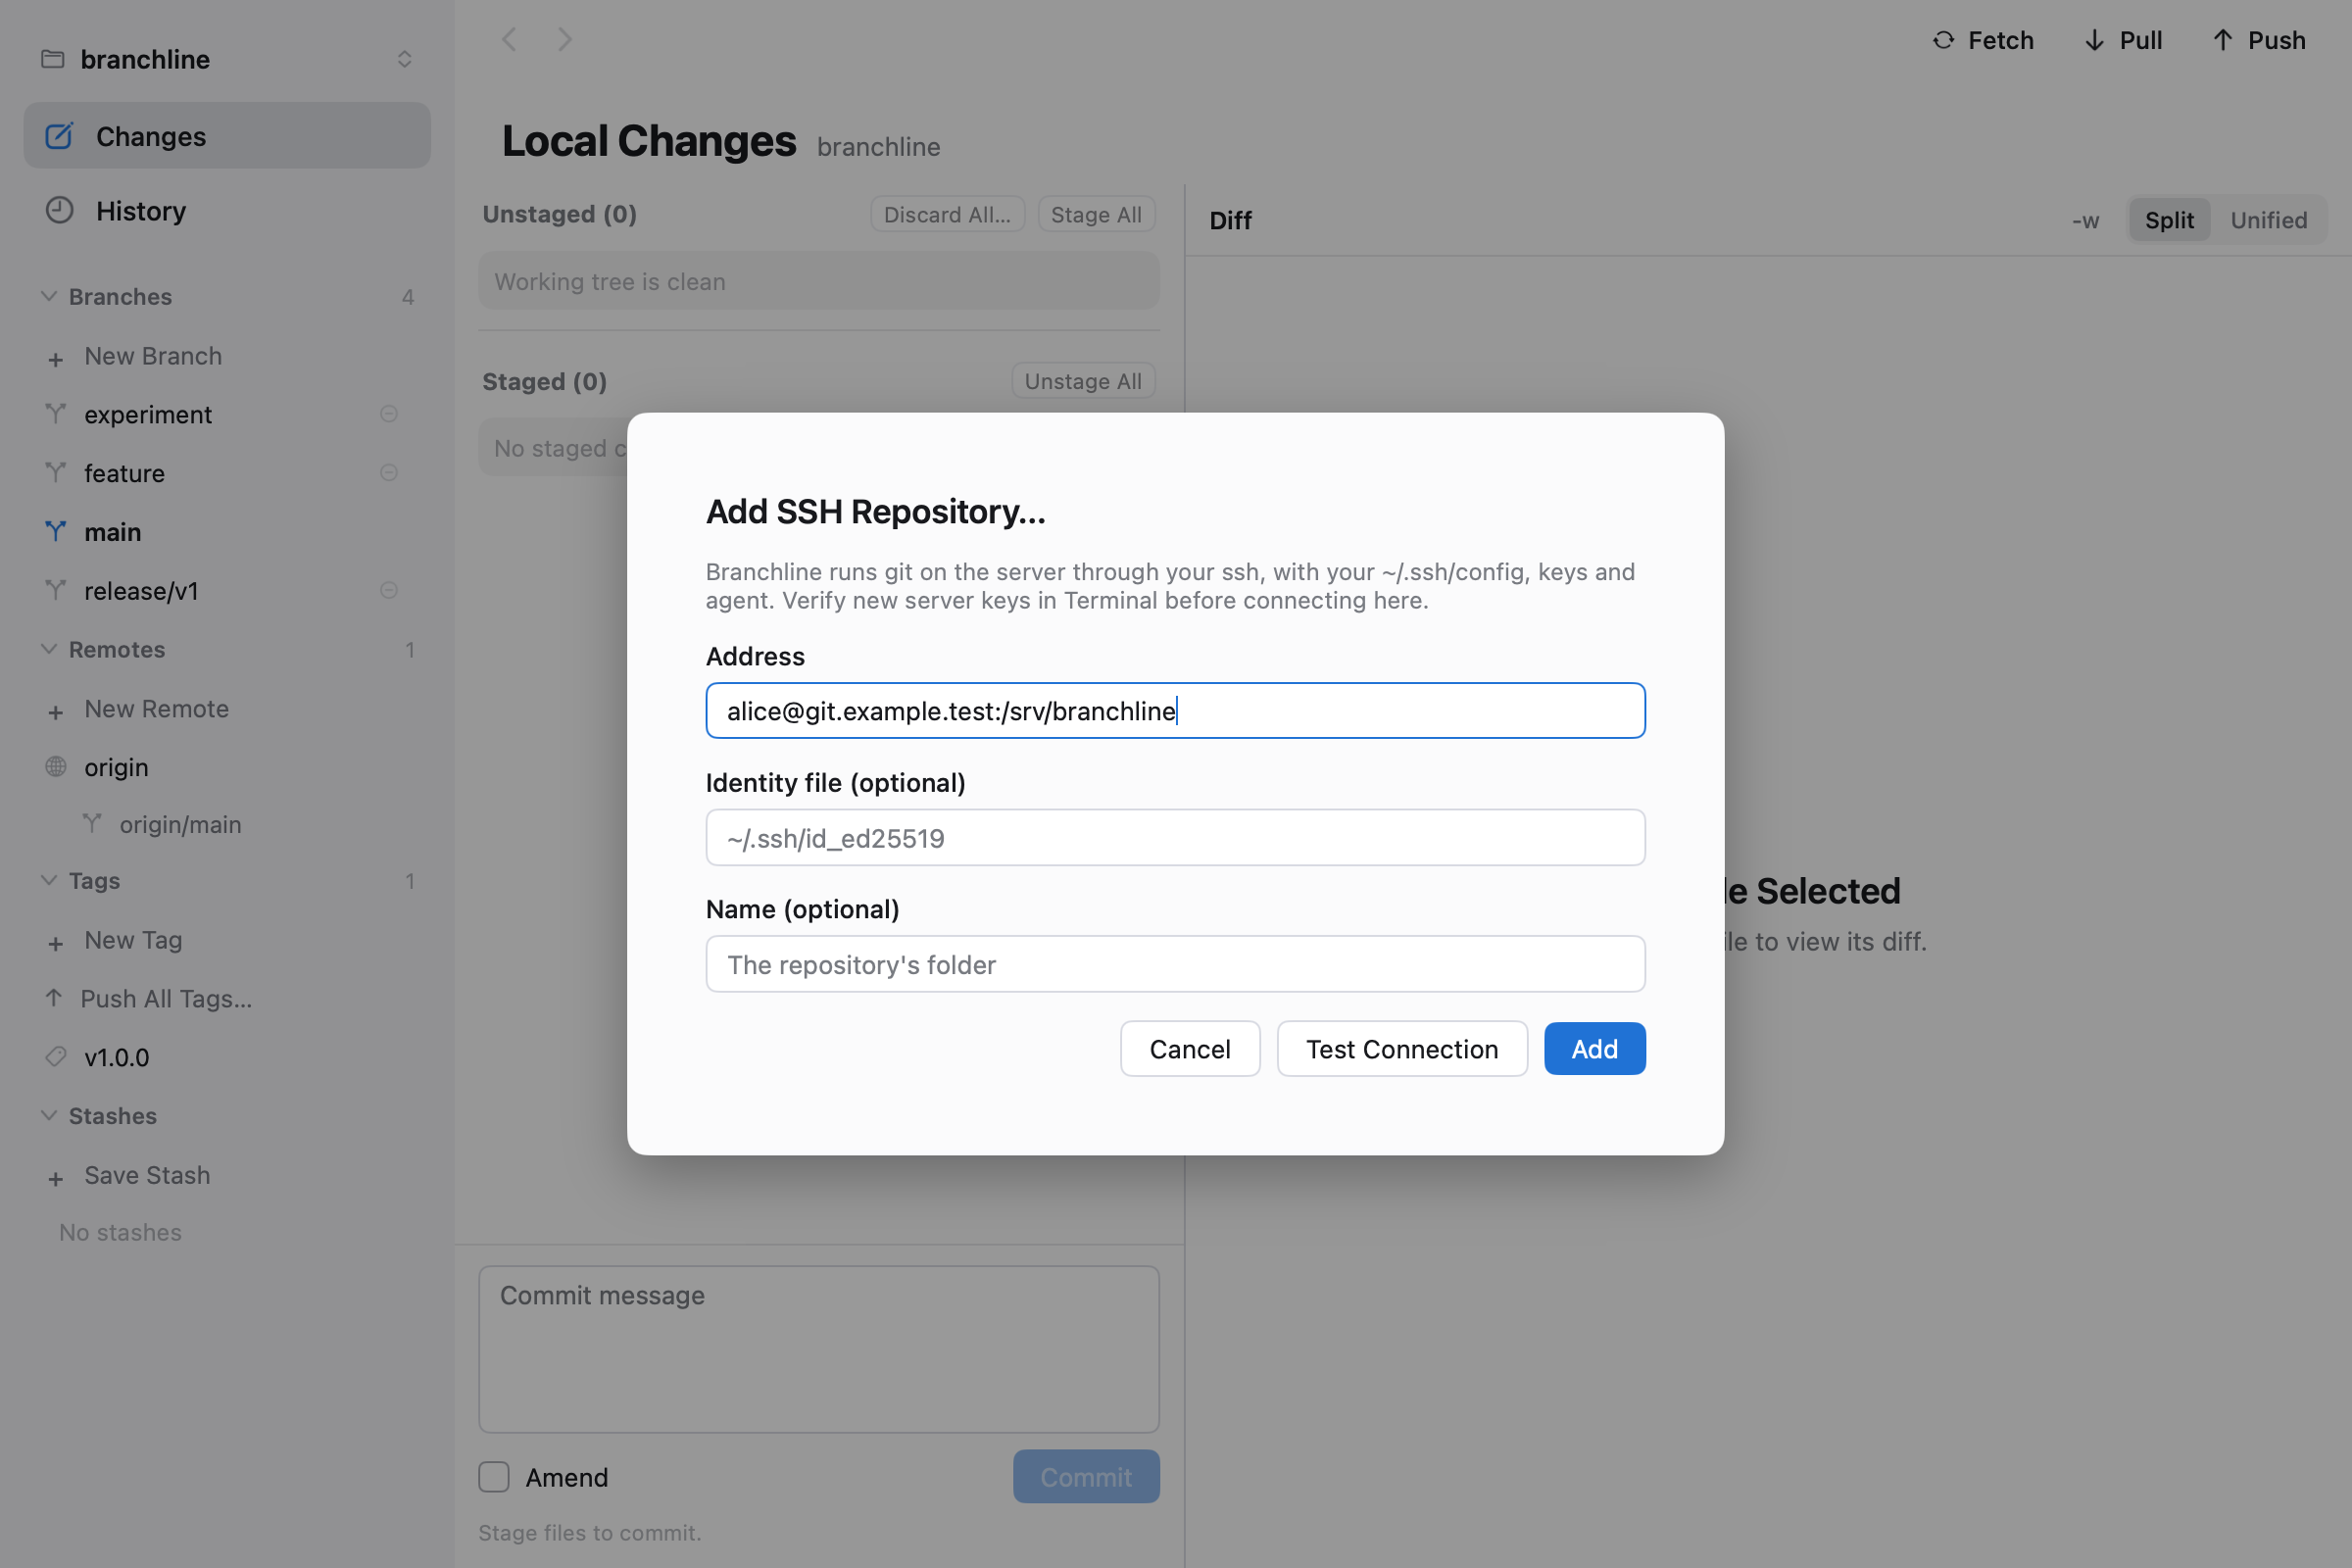 branchline
Changes
History
Branches 4
New Branch
experiment
feature
main
release/v1
Remotes 1
New Remote
origin
origin/main
Tags 1
New Tag
Push All Tags...
v1.0.0
Stashes
Save Stash
No stashes
Fetch Pull Push
Local Changes branchline
Unstaged (0) Discard All... Stage All
Working tree is clean
Staged (0) Unstage All
No staged
Diff -w Split Unified
Selected
to view its diff.
Add SSH Repository...
Branchline runs git on the server through your ssh, with your ~/.ssh/config, keys and
agent. Verify new server keys in Terminal before connecting here.
Address
alice@git.example.test:/srv/branchline
Identity file (optional)
~/.ssh/id_ed25519
Name (optional)
The repository's folder
Cancel Test Connection Add
Commit message
Amend Commit
Stage files to commit.